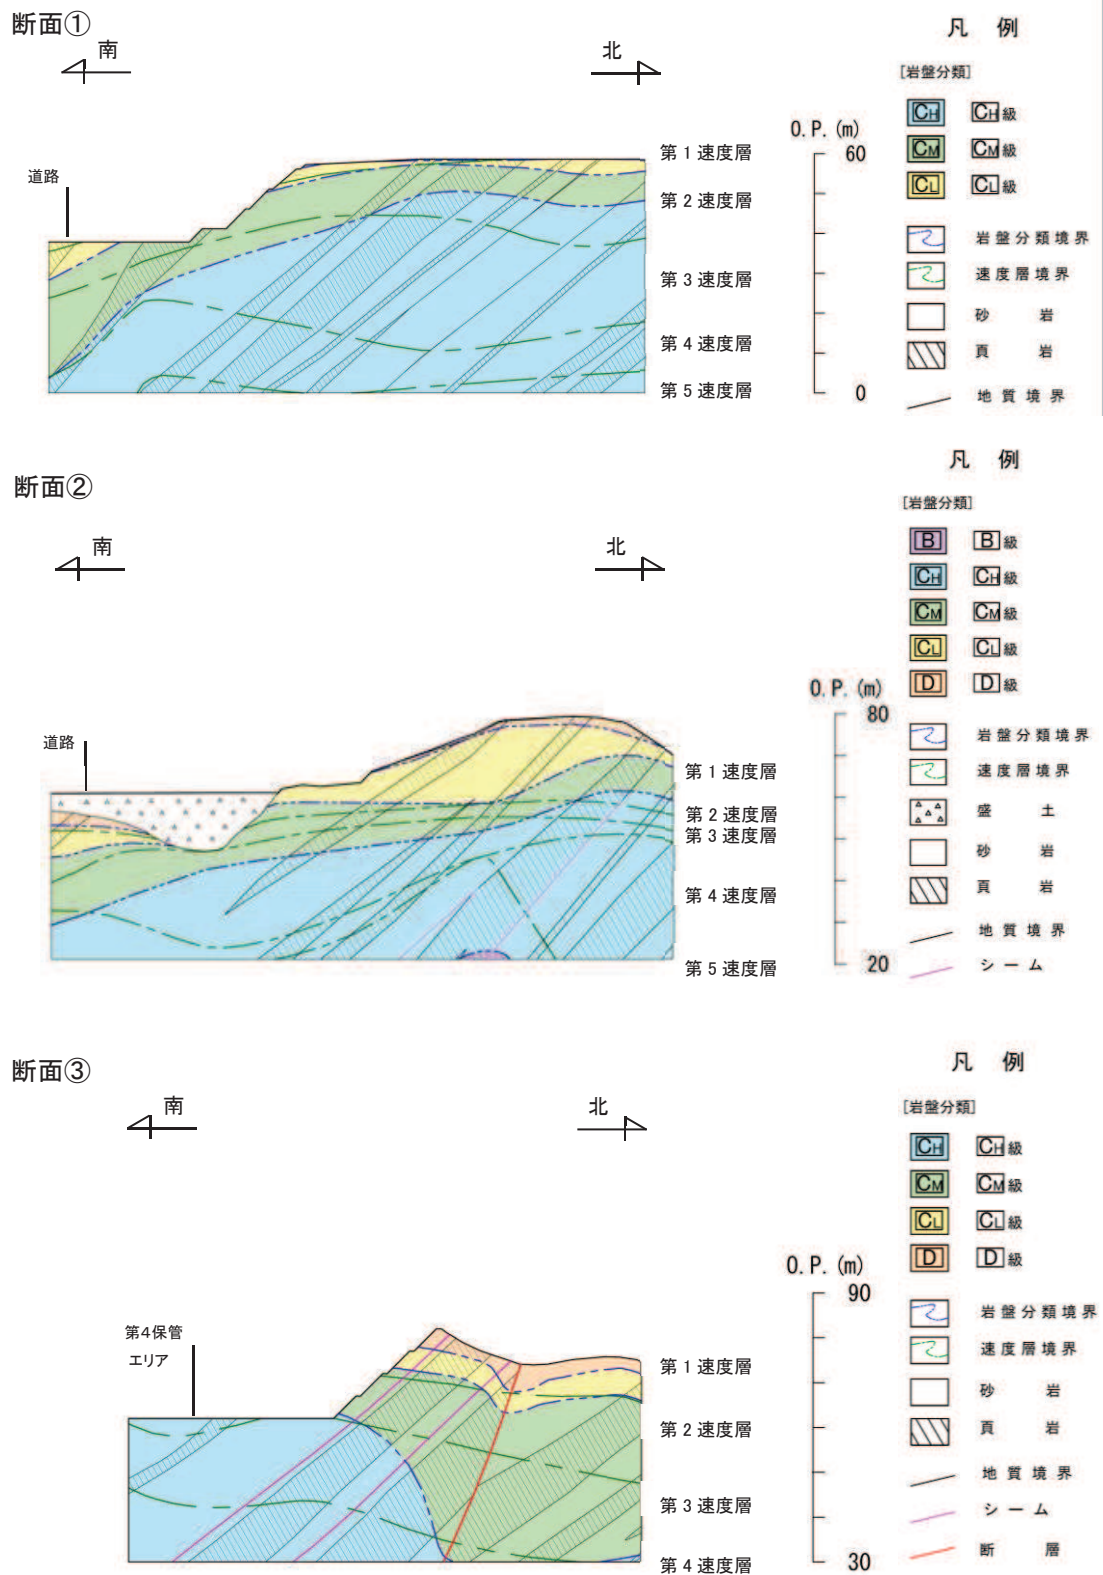 断面①
南
北
道路
第1速度層
第2速度層
第3速度層
第4速度層
第5速度層
O.P.(m)
60
0
凡 例
[岩盤分類]
CH CH級
CM CM級
CL CL級
岩盤分類境界
速度層境界
砂 岩
頁 岩
地質境界
断面②
南
北
道路
第1速度層
第2速度層
第3速度層
第4速度層
第5速度層
O.P.(m)
80
20
凡 例
[岩盤分類]
B B級
CH CH級
CM CM級
CL CL級
D D級
岩盤分類境界
速度層境界
盛 土
砂 岩
頁 岩
地質境界
シーム
断面③
南
北
第4保管
エリア
第1速度層
第2速度層
第3速度層
第4速度層
O.P.(m)
90
30
凡 例
[岩盤分類]
CH CH級
CM CM級
CL CL級
D D級
岩盤分類境界
速度層境界
砂 岩
頁 岩
地質境界
シーム
断 層